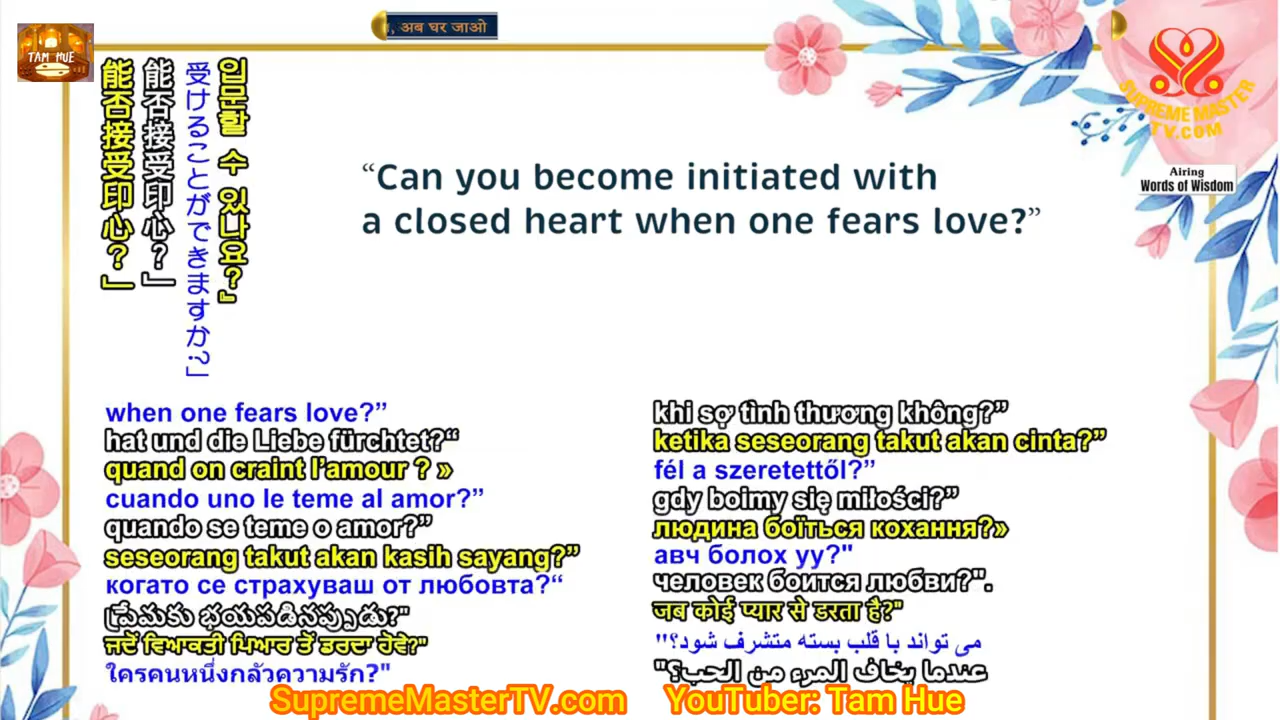 अब घर जाओ
TAM HUE
SUPREME MASTER
TV.COM
Airing
Words of Wisdom
能否接受印心？」
能否接受印心？」
受けることができますか？」
입문할 수 있나요？』
“Can you become initiated with
a closed heart when one fears love?”
when one fears love?”
hat und die Liebe fürchtet?“
quand on craint l’amour ? »
cuando uno le teme al amor?”
quando se teme o amor?”
seseorang takut akan kasih sayang?”
когато се страхуваш от любовта?“
ప్రేమకు భయపడినప్పుడు?"
ਜਦੋਂ ਵਿਆਕਤੀ ਪਿਆਰ ਤੋਂ ਡਰਦਾ ਹੋਵੇ?"
ใครคนหนึ่งกลัวความรัก?"
khi sợ tình thương không?”
ketika seseorang takut akan cinta?”
fél a szeretettől?”
gdy boimy się miłości?”
людина боїться кохання?»
авч болох уу?"
человек боится любви?".
जब कोई प्यार से डरता है?"
می تواند با قلب بسته متشرف شود؟"
عندما يخاف المرء من الحب؟"
SupremeMasterTV.com YouTuber: Tam Hue